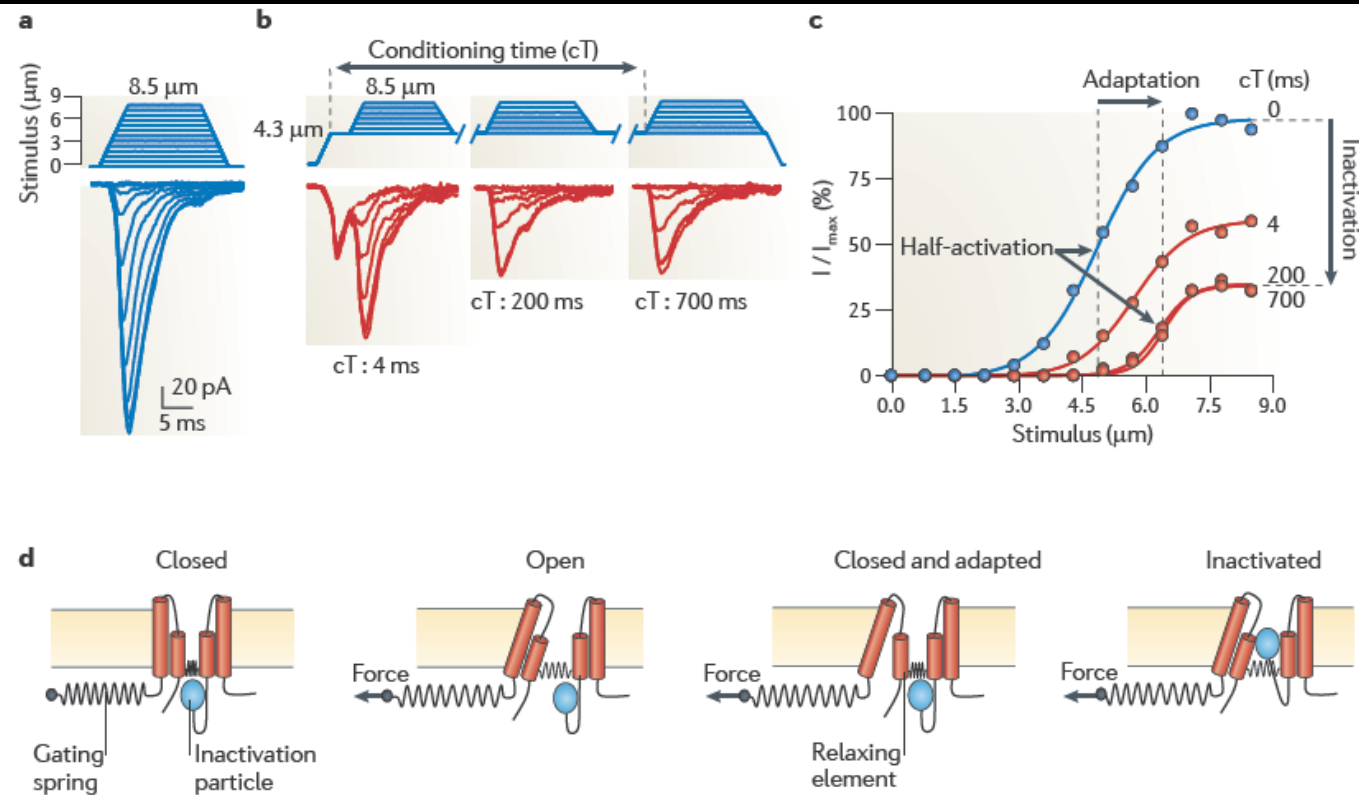 a
8.5 µm
Stimulus (µm)
9
6
3
0
20 pA
5 ms
b
Conditioning time (cT)
8.5 µm
4.3 µm
cT : 4 ms
cT : 200 ms
cT : 700 ms
c
Adaptation
cT (ms)
0
4
200
700
Inactivation
Half-activation
I / Imax (%)
100
75
50
25
0
0.0 1.5 3.0 4.5 6.0 7.5 9.0
Stimulus (µm)
d
Closed
Gating
spring
Inactivation
particle
Open
Force
Closed and adapted
Force
Relaxing
element
Inactivated
Force